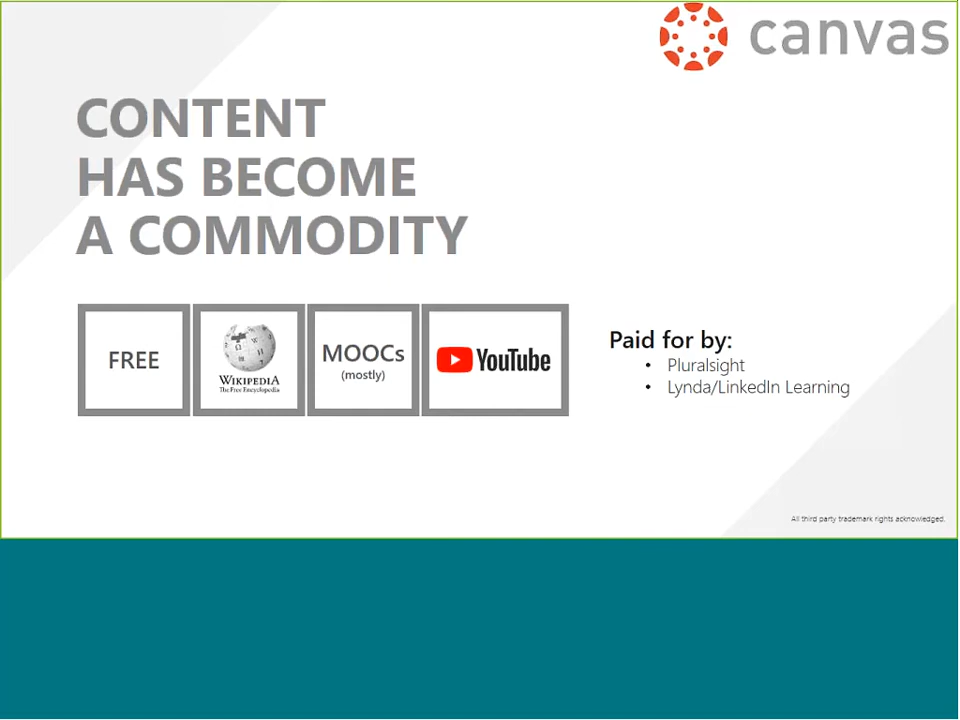 canvas
CONTENT
HAS BECOME
A COMMODITY
FREE
WIKIPEDIA
The Free Encyclopedia
MOOCs
(mostly)
YouTube
Paid for by:
• Pluralsight
• Lynda/LinkedIn Learning
All third party trademark rights acknowledged.